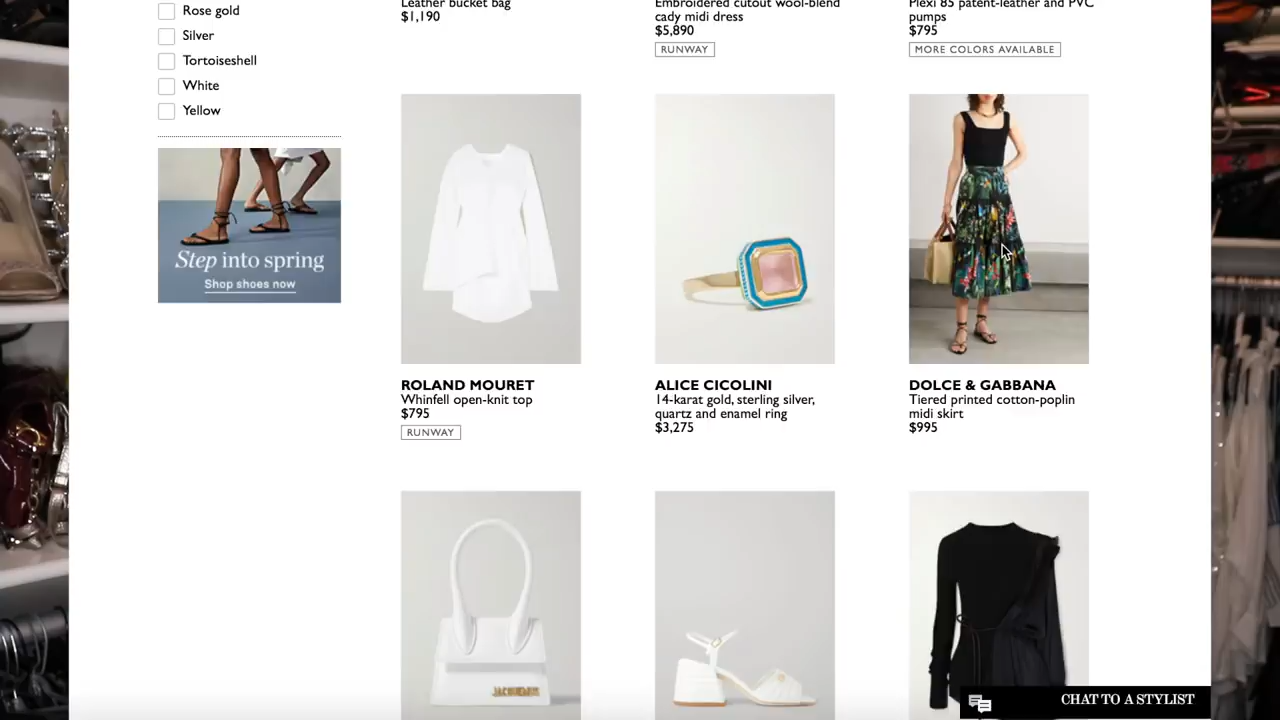 Rose gold
Silver
Tortoiseshell
White
Yellow
Step into spring
Shop shoes now
Leather bucket bag
$1,190
Embroidered cutout wool-blend
cady midi dress
$5,890
RUNWAY
Plexi 85 patent-leather and PVC
pumps
$795
MORE COLORS AVAILABLE
ROLAND MOURET
Whinfell open-knit top
$795
RUNWAY
ALICE CICOLINI
14-karat gold, sterling silver,
quartz and enamel ring
$3,275
DOLCE & GABBANA
Tiered printed cotton-poplin
midi skirt
$995
JACQUEMUS
CHAT TO A STYLIST